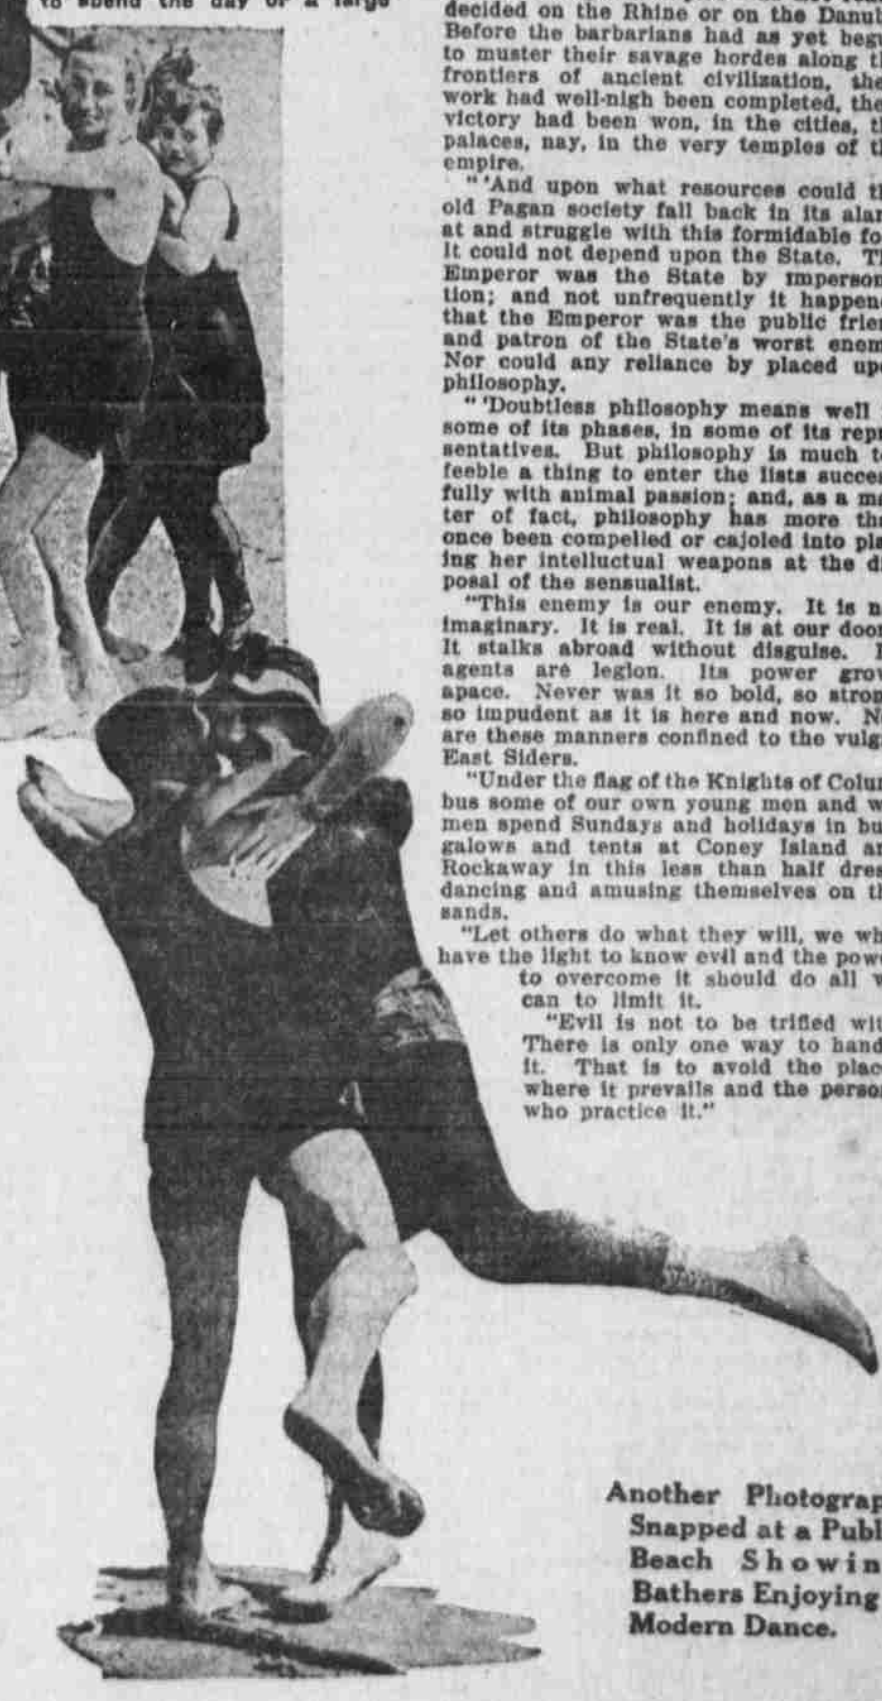 to spend the day or a large
decided on the Rhine or on the Danub
Before the barbarians had as yet begu
to muster their savage hordes along th
frontiers of ancient civilization, the
work had well-nigh been completed, the
victory had been won, in the cities, th
palaces, nay, in the very temples of th
empire.
"'And upon what resources could th
old Pagan society fall back in its alar
at and struggle with this formidable fo
It could not depend upon the State. Th
Emperor was the State by impersona
tion; and not unfrequently it happene
that the Emperor was the public frien
and patron of the State's worst enem
Nor could any reliance by placed upo
philosophy.
"'Doubtless philosophy means well
some of its phases, in some of its repr
sentatives. But philosophy is much to
feeble a thing to enter the lists succes
fully with animal passion; and, as a ma
ter of fact, philosophy has more tha
once been compelled or cajoled into pla
ing her intelluctual weapons at the di
posal of the sensualist.
"This enemy is our enemy. It is n
imaginary. It is real. It is at our door
It stalks abroad without disguise. I
agents are legion. Its power grow
apace. Never was it so bold, so stron
so impudent as it is here and now. No
are these manners confined to the vulga
East Siders.
"Under the flag of the Knights of Colum
bus some of our own young men and w
men spend Sundays and holidays in bu
galows and tents at Coney Island an
Rockaway in this less than half dres
dancing and amusing themselves on th
sands.
"Let others do what they will, we wh
have the light to know evil and the powe
to overcome it should do all w
can to limit it.
"Evil is not to be trifled wit
There is only one way to hand
it. That is to avoid the plac
where it prevails and the perso
who practice it."
Another Photograp
Snapped at a Publ
Beach Showin
Bathers Enjoying
Modern Dance.